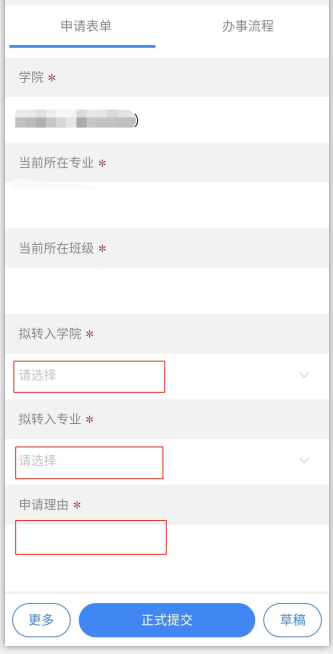 申请表单
办事流程
学院 *
)
当前所在专业 *
当前所在班级 *
拟转入学院 *
请选择
拟转入专业 *
请选择
申请理由 *
更多
正式提交
草稿